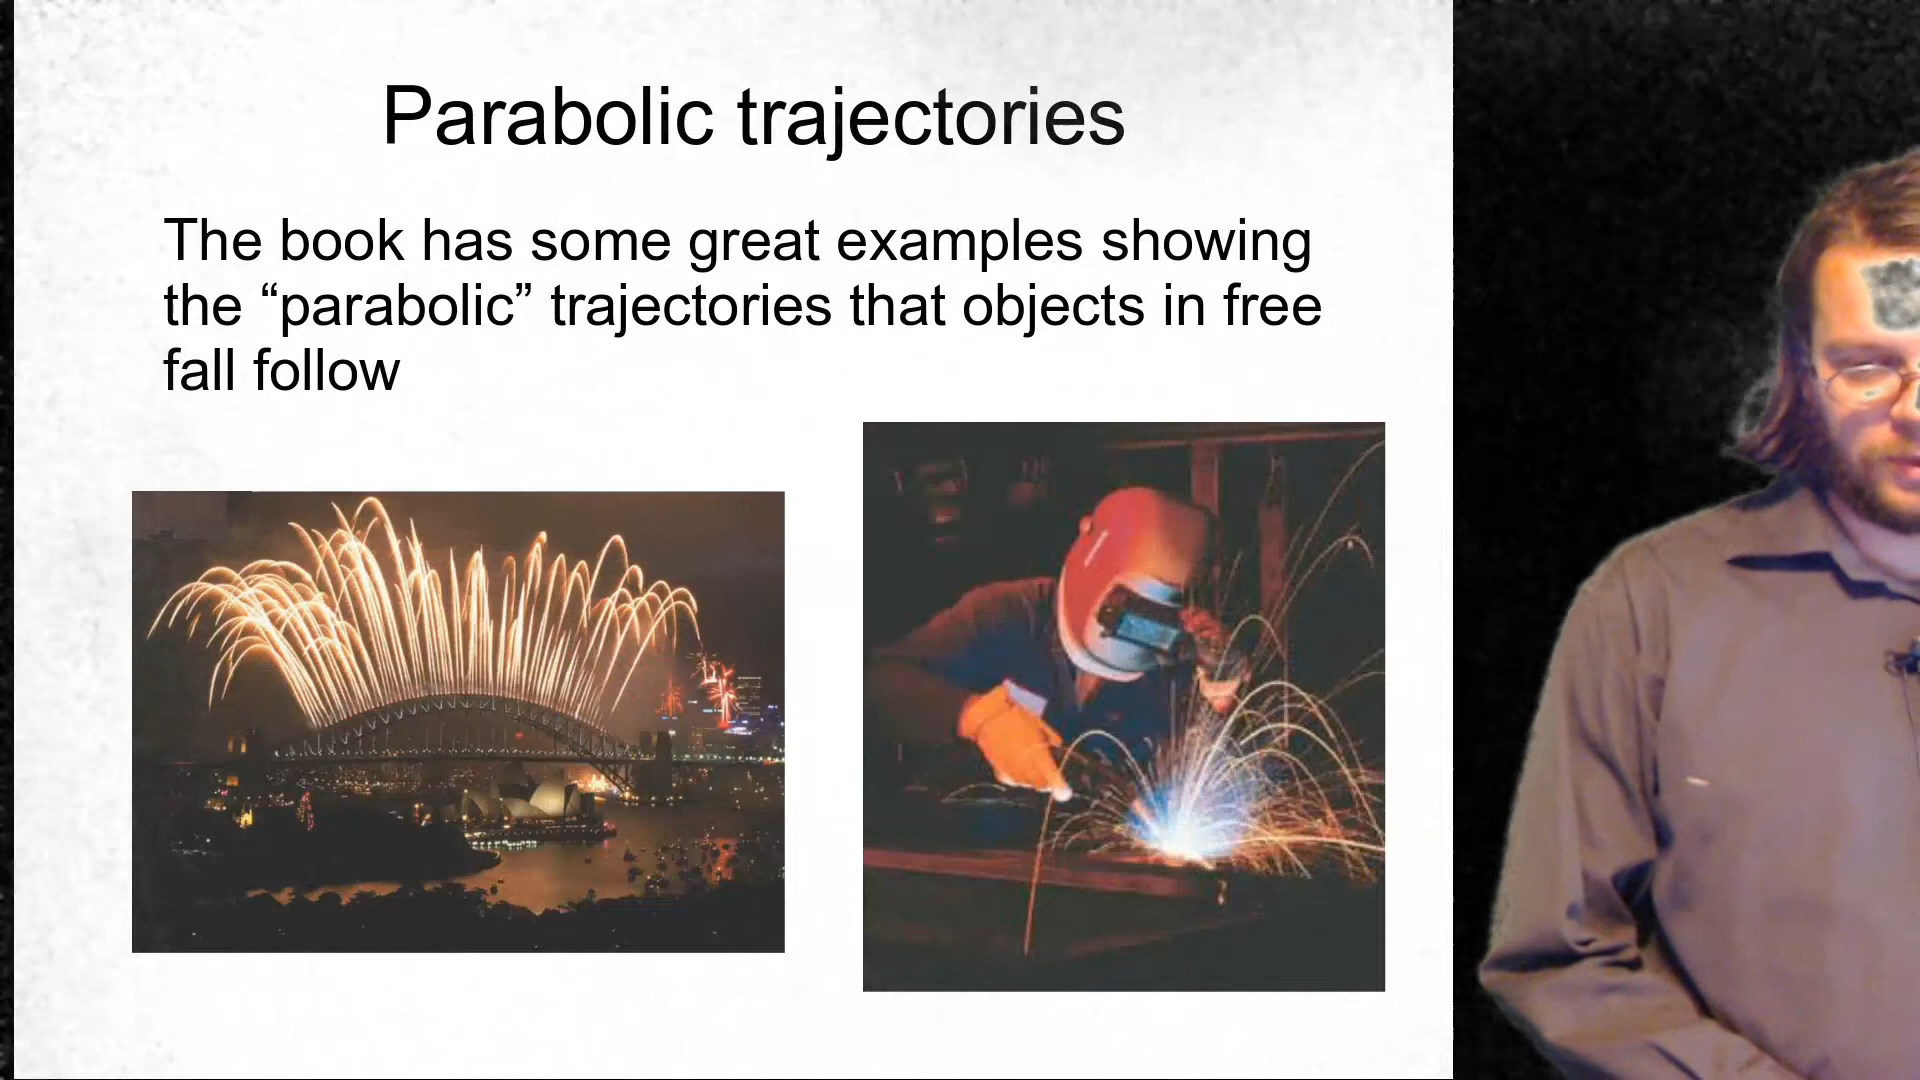 Parabolic trajectories
The book has some great examples showing
the “parabolic” trajectories that objects in free
fall follow